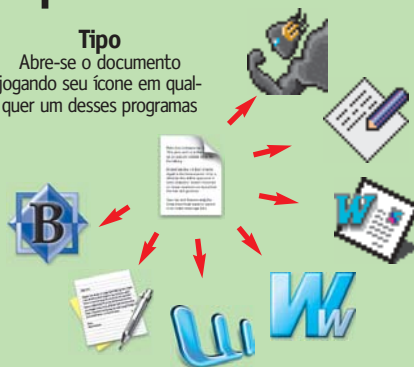 Tipo
Abre-se o documento
jogando seu ícone em qual-
quer um desses programas
B
W
W
W